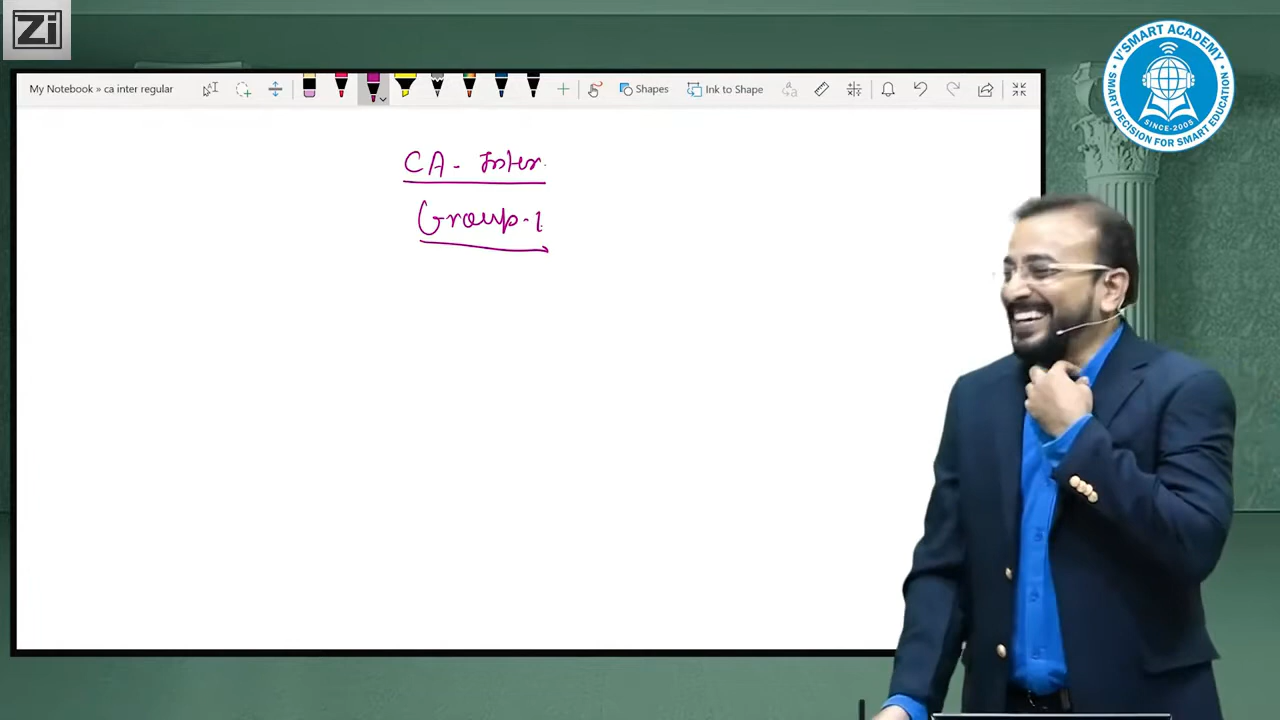 Zi
My Notebook » ca inter regular
Shapes
Ink to Shape
CA- Inter
Group-1
V'SMART ACADEMY
SINCE-2005
SMART DECISION FOR SMART EDUCATION